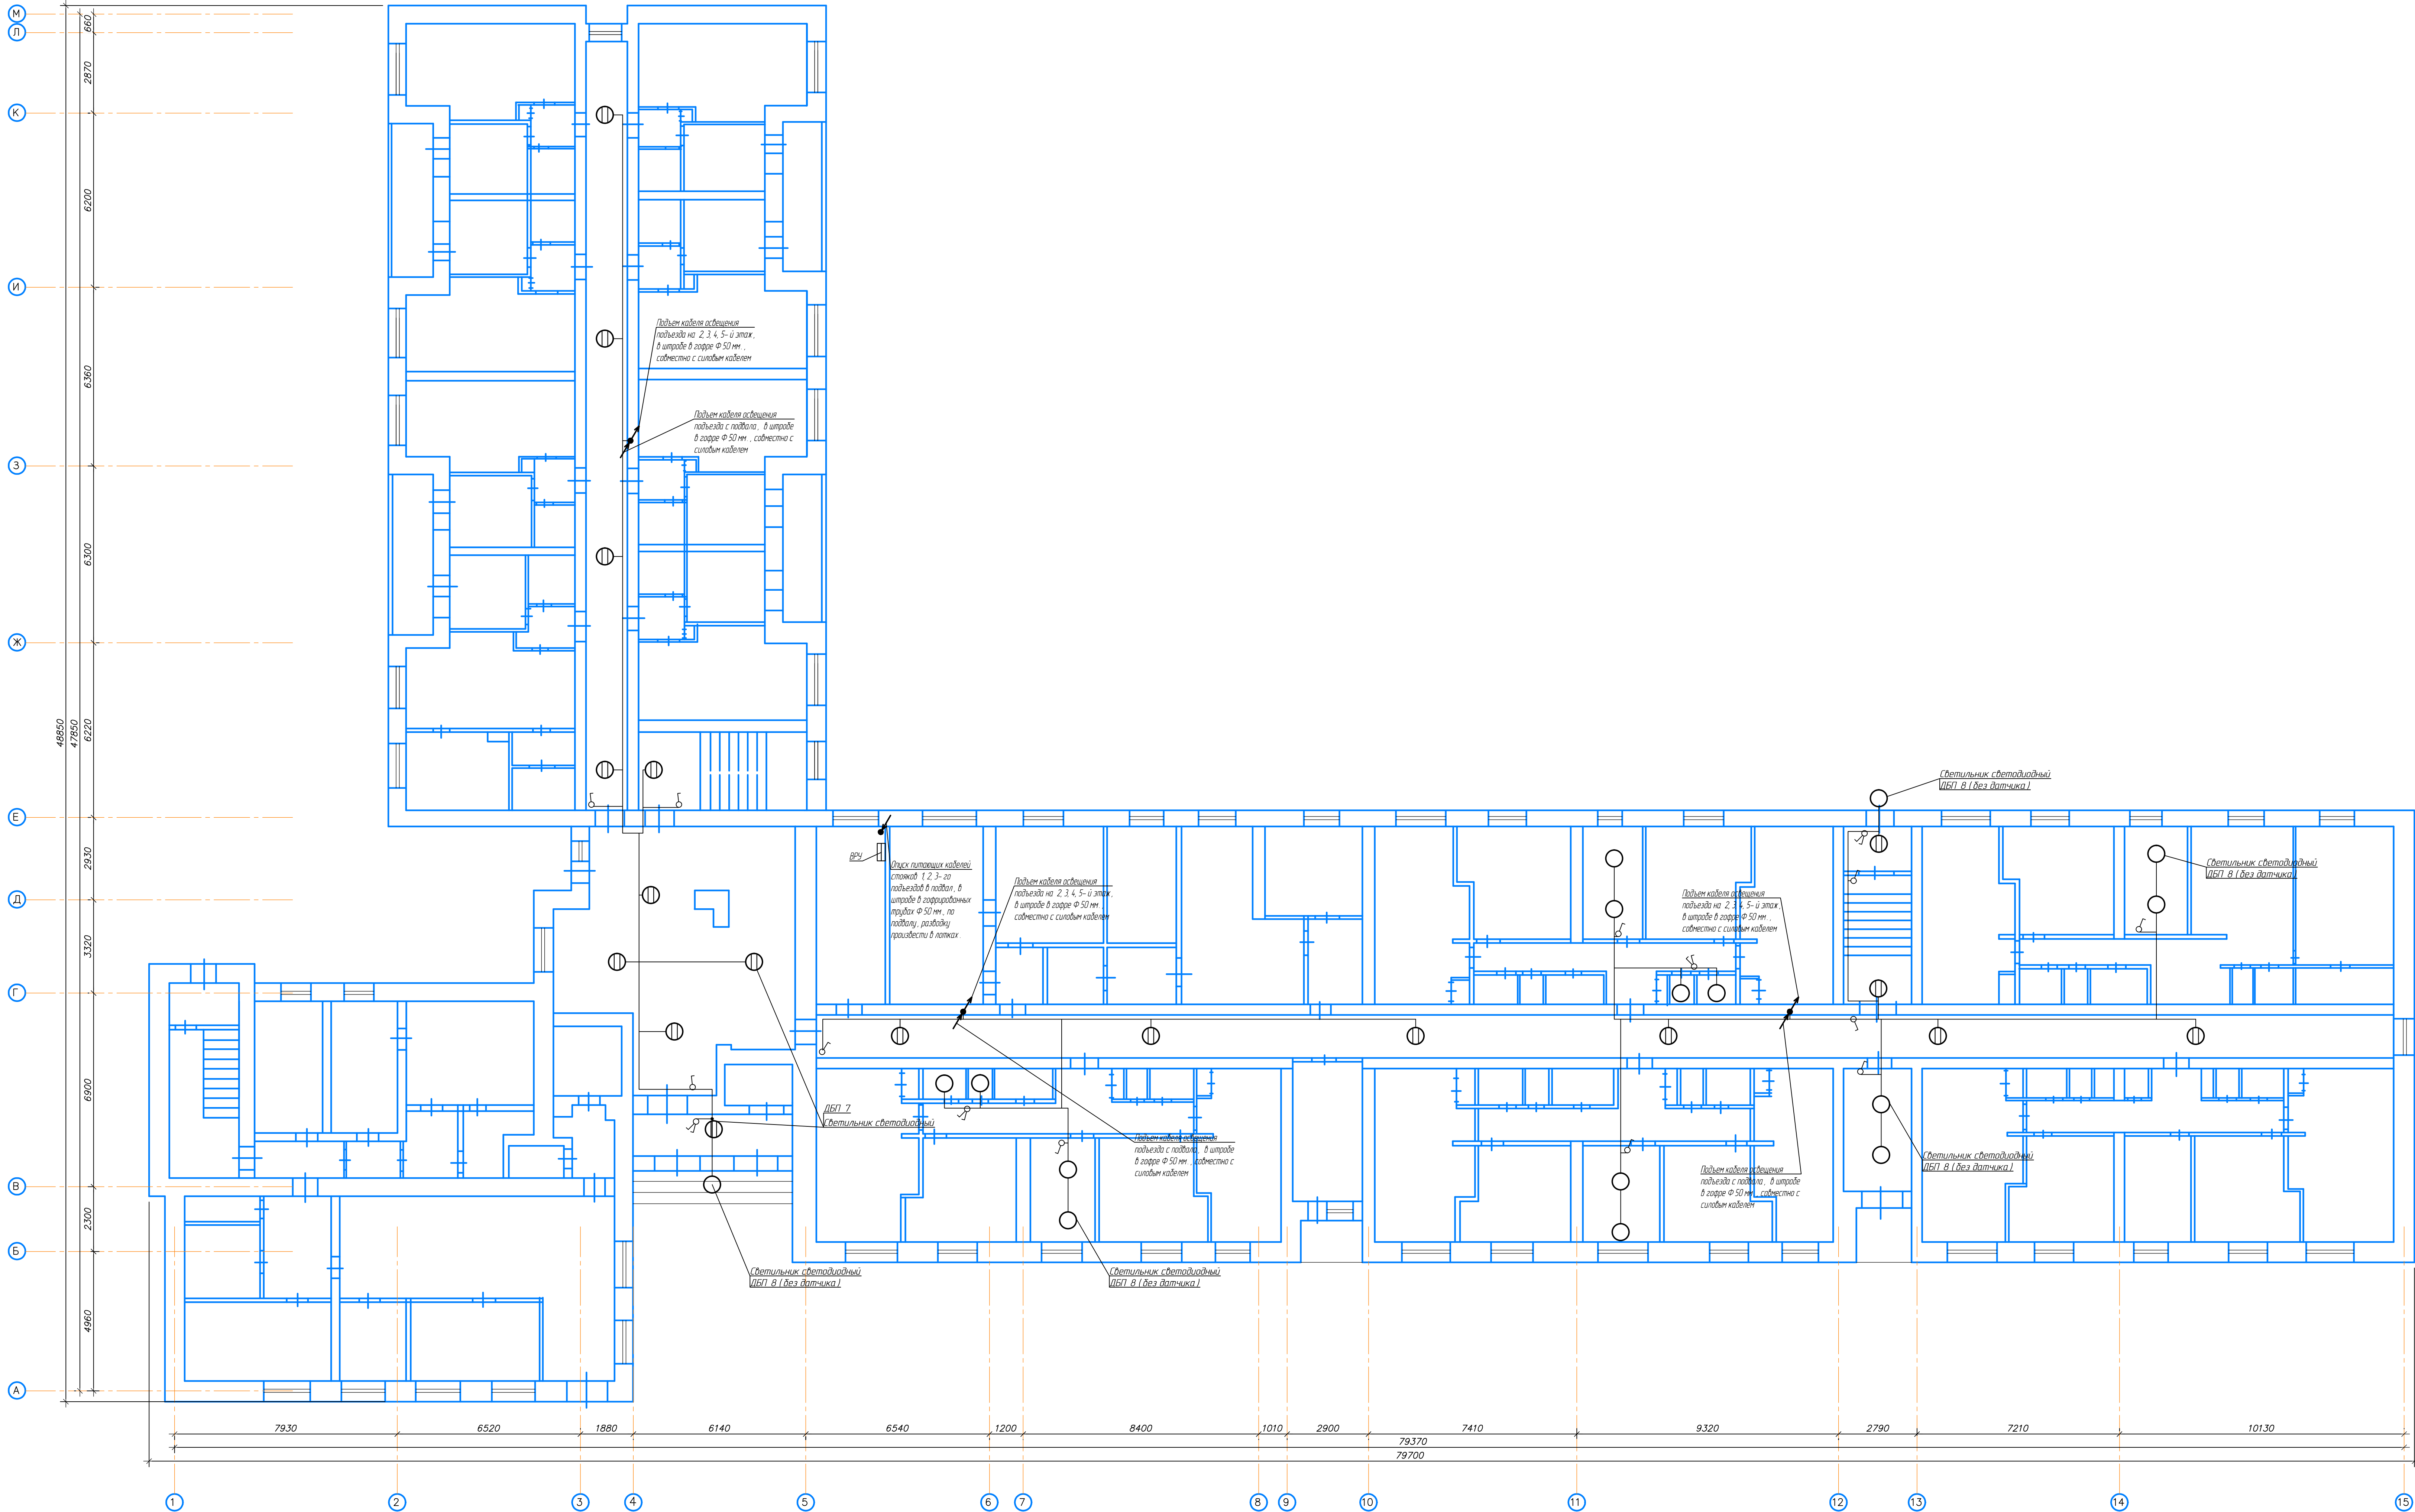 М
Л
К
И
З
Ж
Е
Д
Г
В
Б
А
660
2870
6200
6360
6300
6220
2930
3320
6900
2300
4960
47850
48850
Подъем кабеля освещения
подъезда на 2, 3, 4, 5-й этаж,
в штробе в гофре Ф 50 мм.,
совместно с силовым кабелем
Подъем кабеля освещения
подъезда с подвала, в штробе
в гофре Ф 50 мм., совместно с
силовым кабелем
ВРУ
Опуск питающих кабелей
стояков 1, 2, 3-го
подъездов в подвал, в
штробе в гофрированных
трубах Ф 50 мм, по
подвалу, разводку
произвести в лотках.
Подъем кабеля освещения
подъезда на 2, 3, 4, 5-й этаж,
в штробе в гофре Ф 50 мм.,
совместно с силовым кабелем
Подъем кабеля освещения
подъезда на 2, 3, 4, 5-й этаж,
в штробе в гофре Ф 50 мм.,
совместно с силовым кабелем
Светильник светодиодный
ДБП 8 (без датчика)
Светильник светодиодный
ДБП 8 (без датчика)
ДБП 7
Светильник светодиодный
Подъем кабеля освещения
подъезда с подвала, в штробе
в гофре Ф 50 мм., совместно с
силовым кабелем
Подъем кабеля освещения
подъезда с подвала, в штробе
в гофре Ф 50 мм., совместно с
силовым кабелем
Светильник светодиодный
ДБП 8 (без датчика)
Светильник светодиодный
ДБП 8 (без датчика)
Светильник светодиодный
ДБП 8 (без датчика)
7930 6520 1880 6140 6540 1200 8400 1010 2900 7410 9320 2790 7210 10130
79370
79700
1 2 3 4 5 6 7 8 9 10 11 12 13 14 15